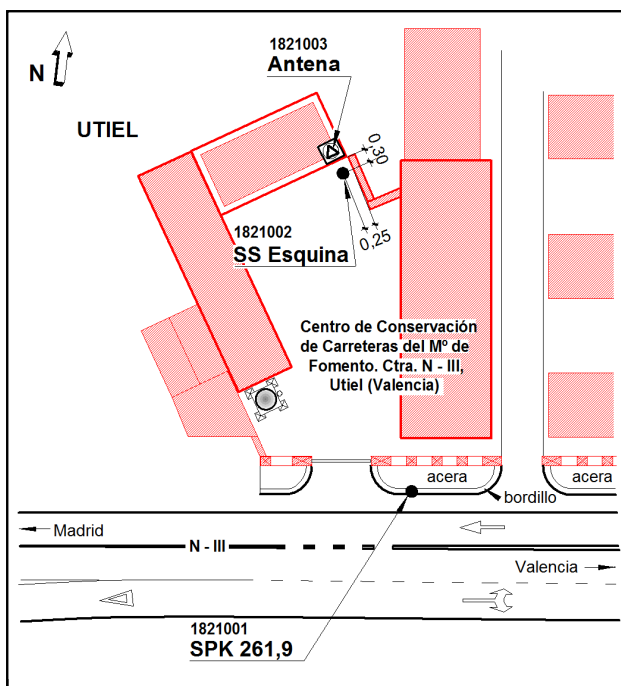 1821003
Antena
N
UTIEL
0,30
1821002
SS Esquina
0,25
Centro de Conservación
de Carreteras del Mº de
Fomento. Ctra. N - III,
Utiel (Valencia)
acera
acera
bordillo
Madrid
N - III
Valencia
1821001
SPK 261,9